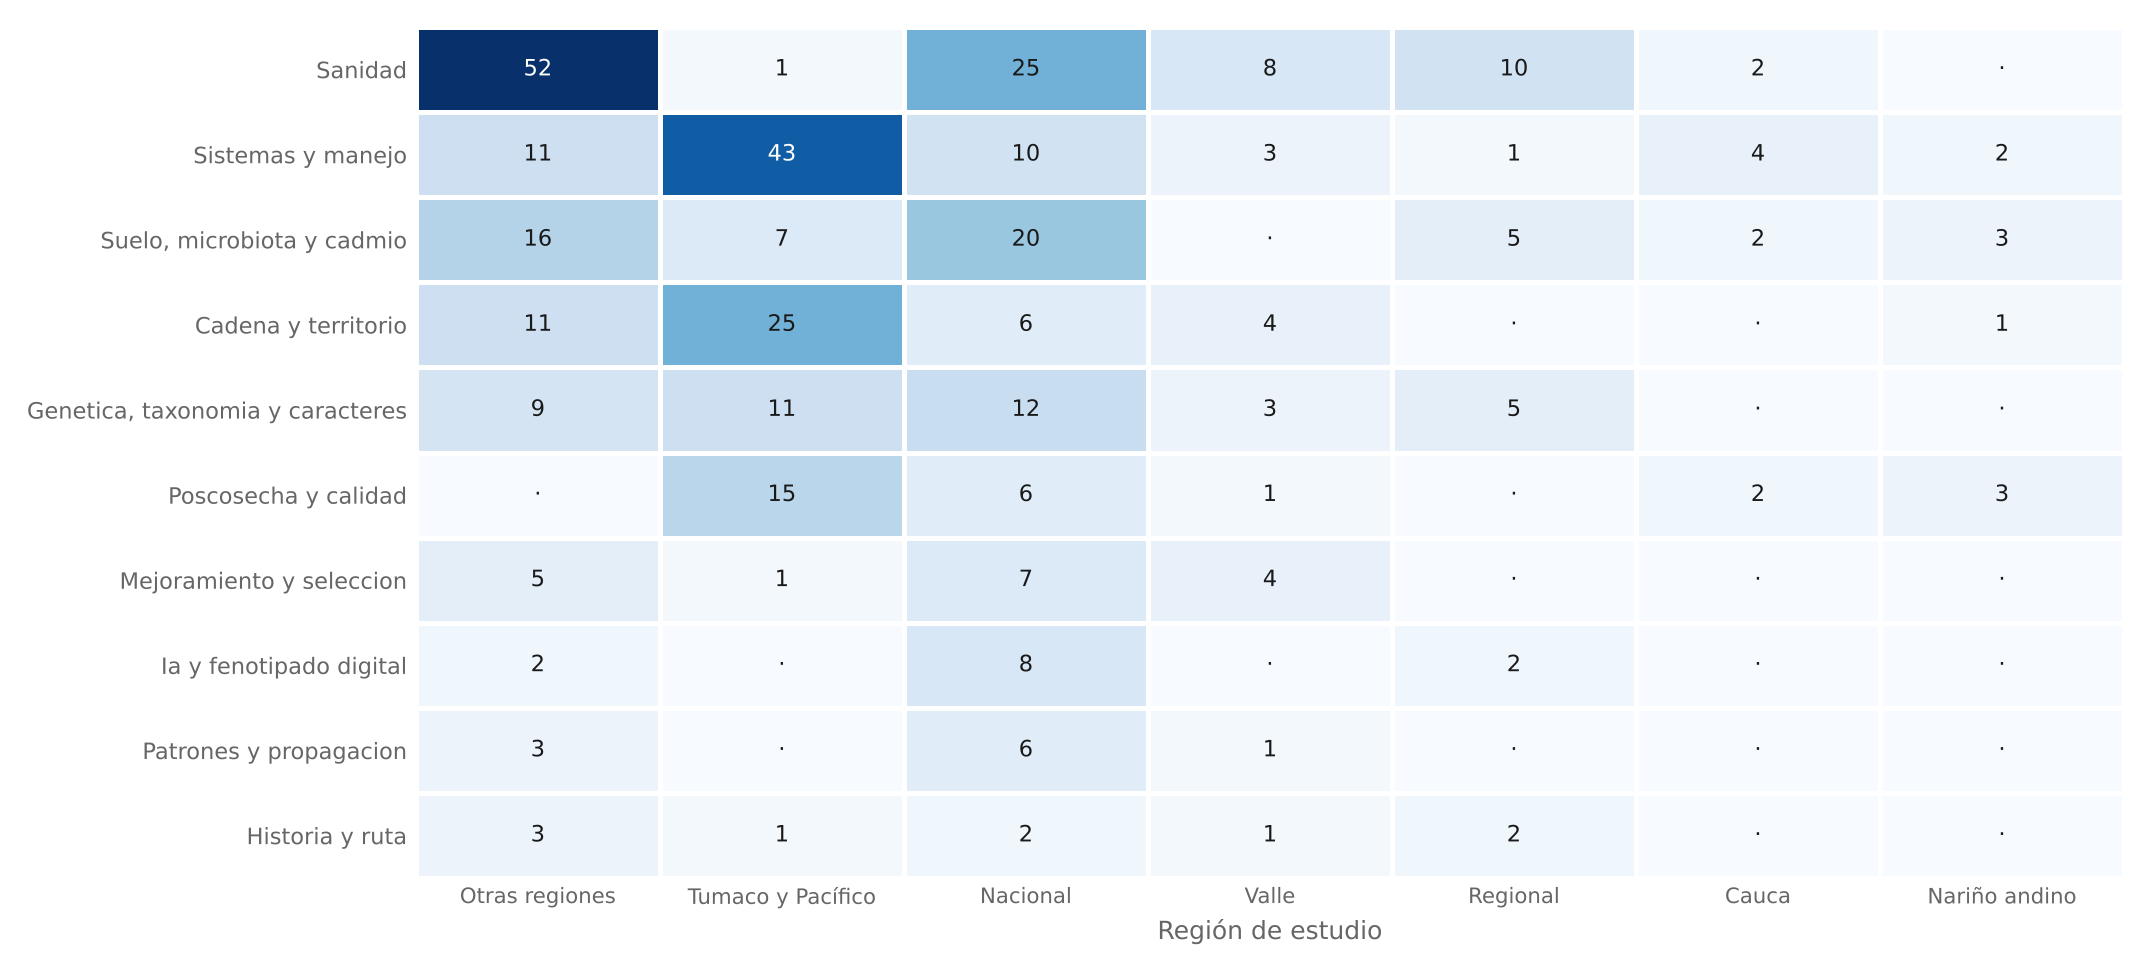 Sanidad 52 1 25 8 10 2 ·
Sistemas y manejo 11 43 10 3 1 4 2
Suelo, microbiota y cadmio 16 7 20 · 5 2 3
Cadena y territorio 11 25 6 4 · · 1
Genetica, taxonomia y caracteres 9 11 12 3 5 · ·
Poscosecha y calidad · 15 6 1 · 2 3
Mejoramiento y seleccion 5 1 7 4 · · ·
Ia y fenotipado digital 2 · 8 · 2 · ·
Patrones y propagacion 3 · 6 1 · · ·
Historia y ruta 3 1 2 1 2 · ·
Otras regiones Tumaco y Pacífico Nacional Valle Regional Cauca Nariño andino
Región de estudio